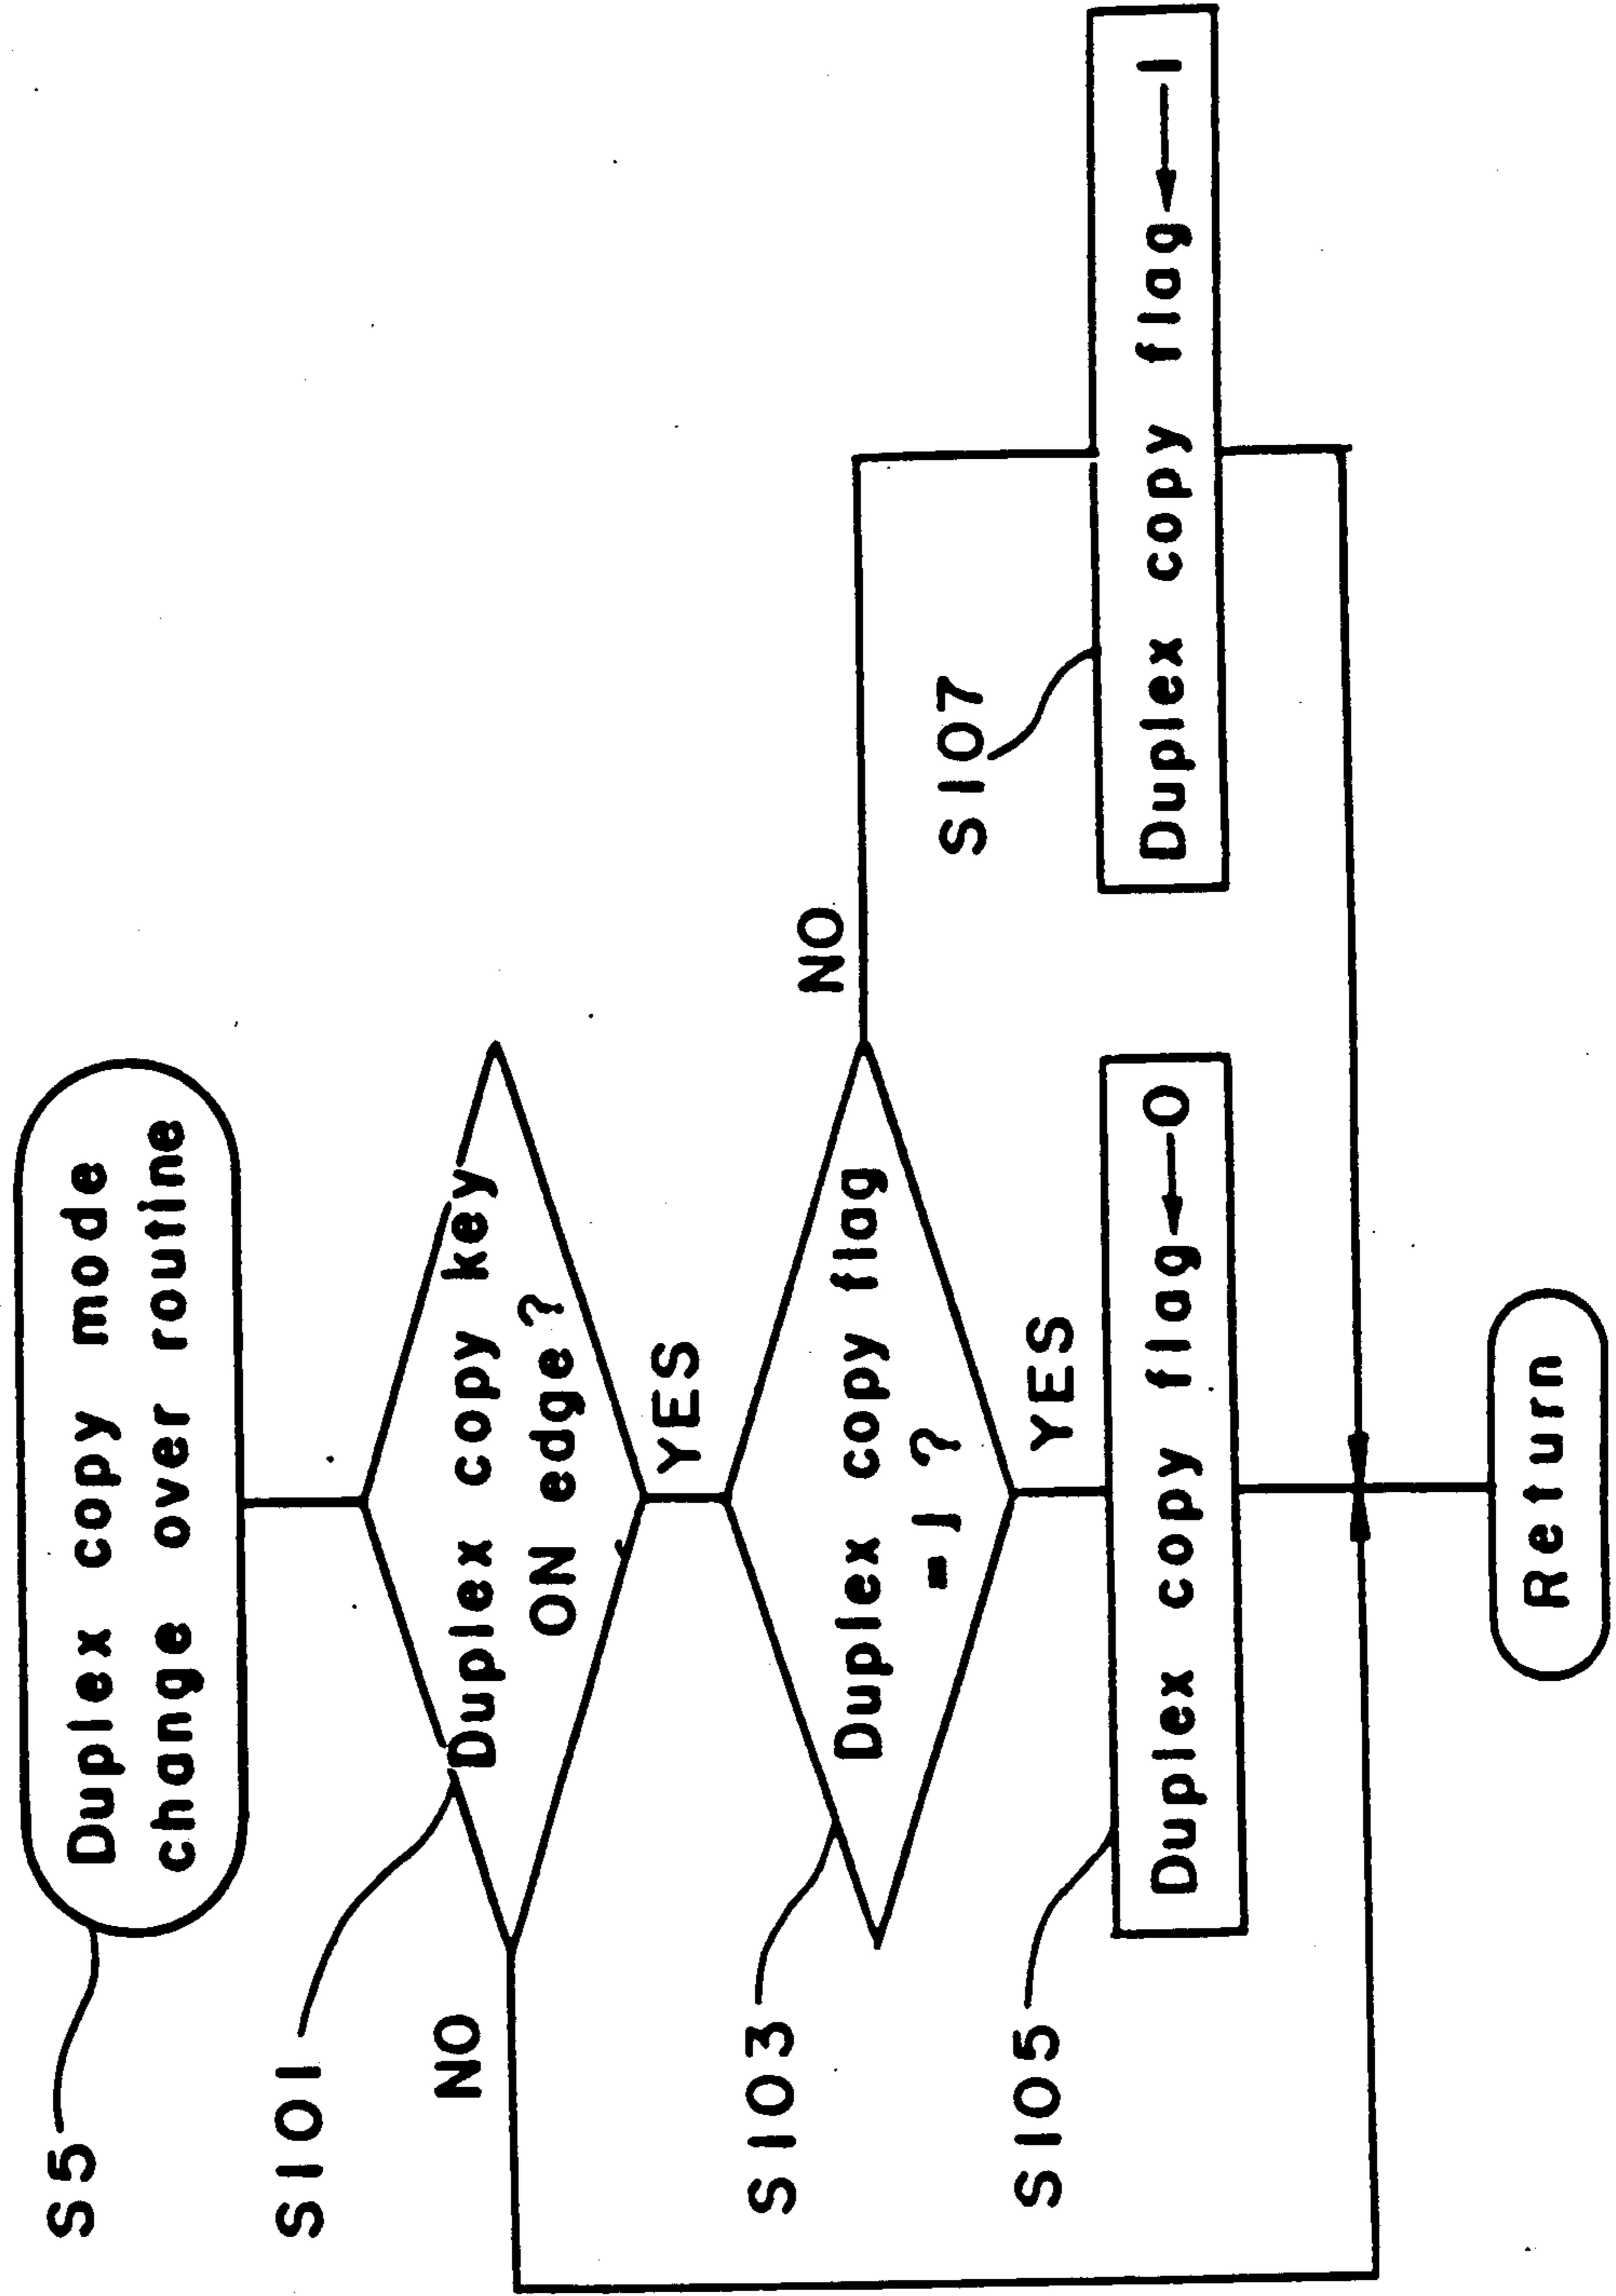 S5
Duplex copy mode
change over routine
S101
Duplex copy key
ON edge?
NO
YES
S103
Duplex copy flag
=1?
NO
YES
S105
Duplex copy flag←0
S107
Duplex copy flag←1
Return